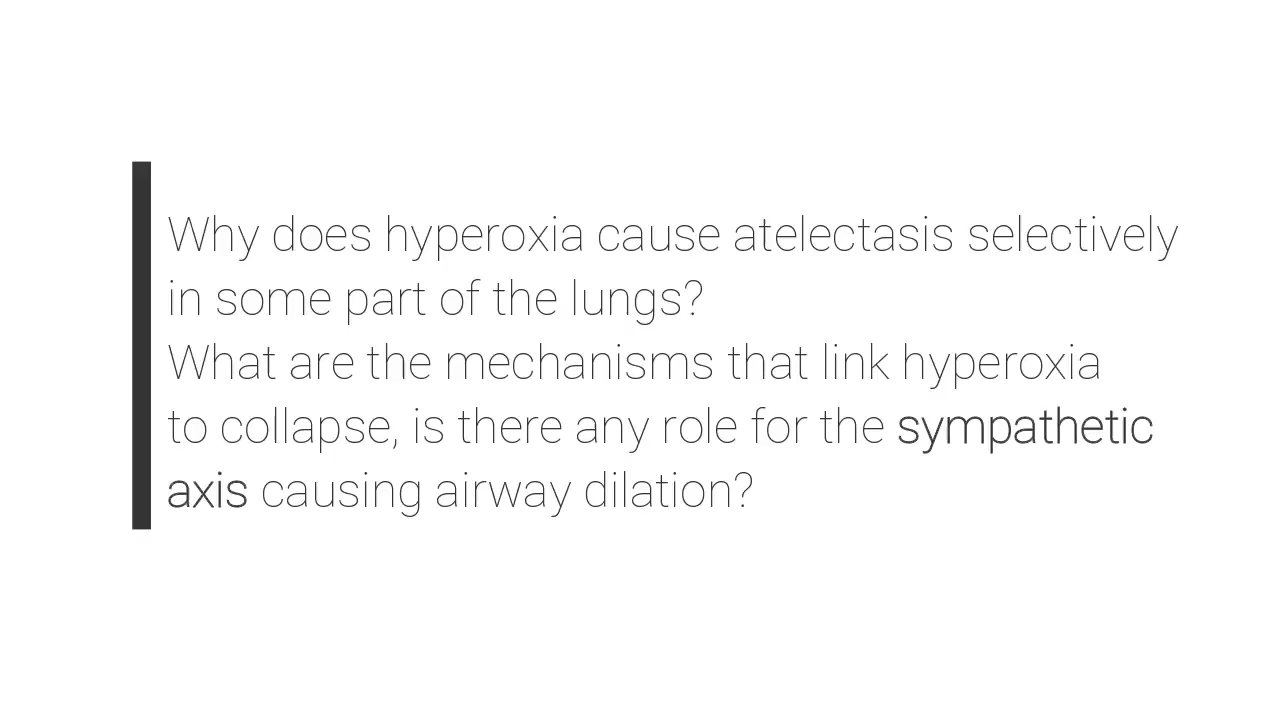 Why does hyperoxia cause atelectasis selectively
in some part of the lungs?
What are the mechanisms that link hyperoxia
to collapse, is there any role for the sympathetic
axis causing airway dilation?